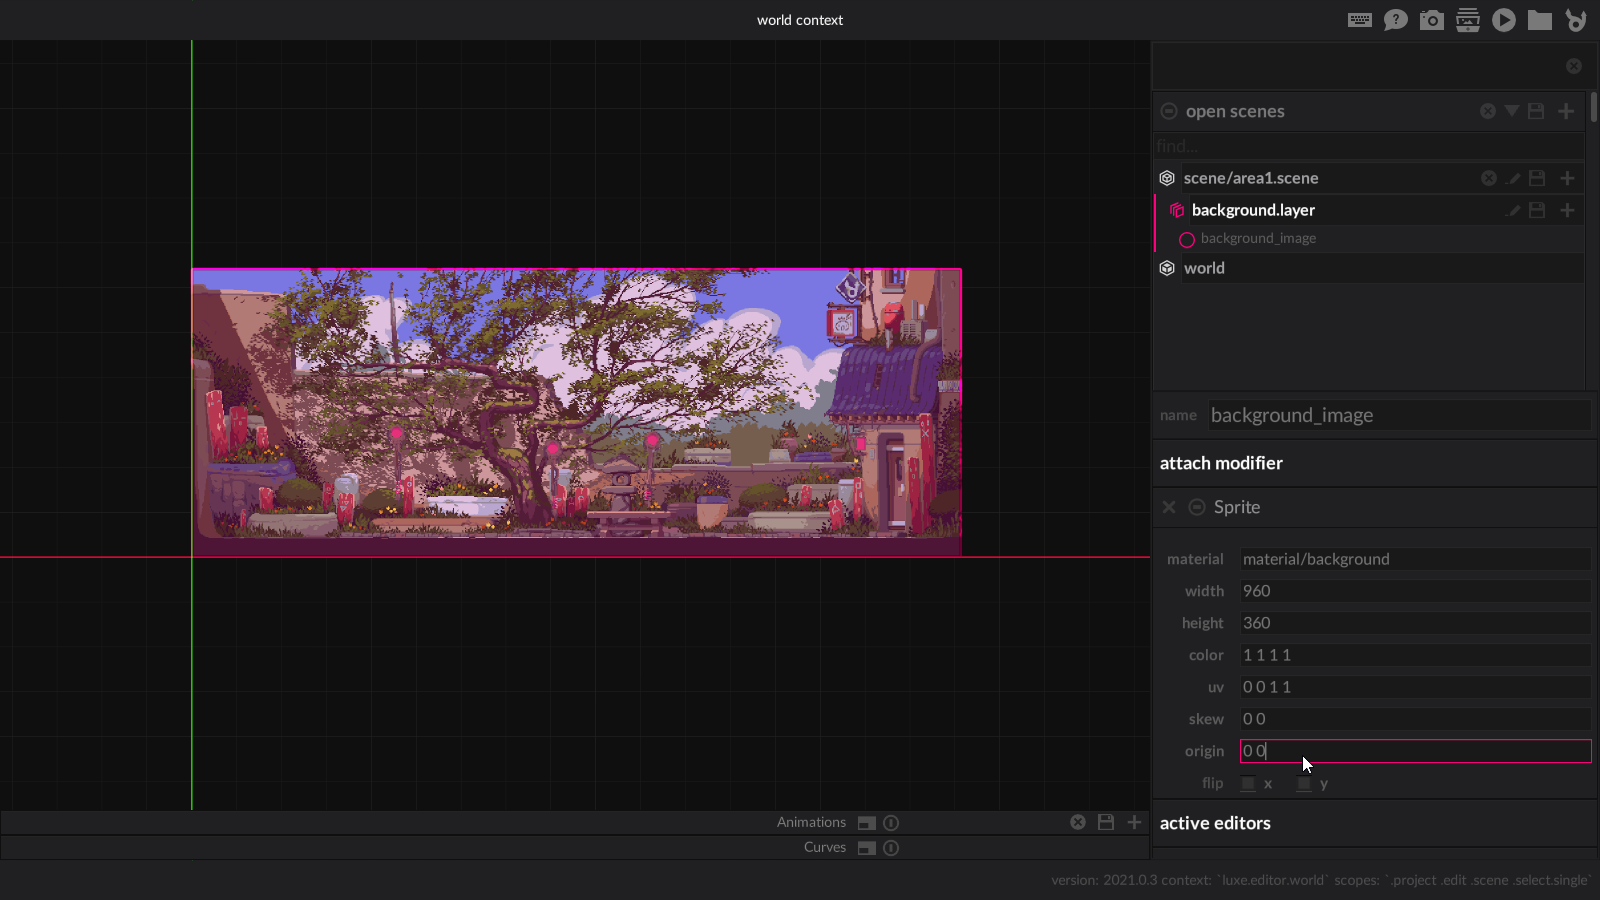 world context
open scenes
find...
scene/area1.scene
background.layer
background_image
world
name background_image
attach modifier
Sprite
material material/background
width 960
height 360
color 1 1 1 1
uv 0 0 1 1
skew 0 0
origin 0 0
flip x y
Animations
active editors
Curves
version: 2021.0.3 context: `luxe.editor.world` scopes: `.project .edit .scene .select.single`